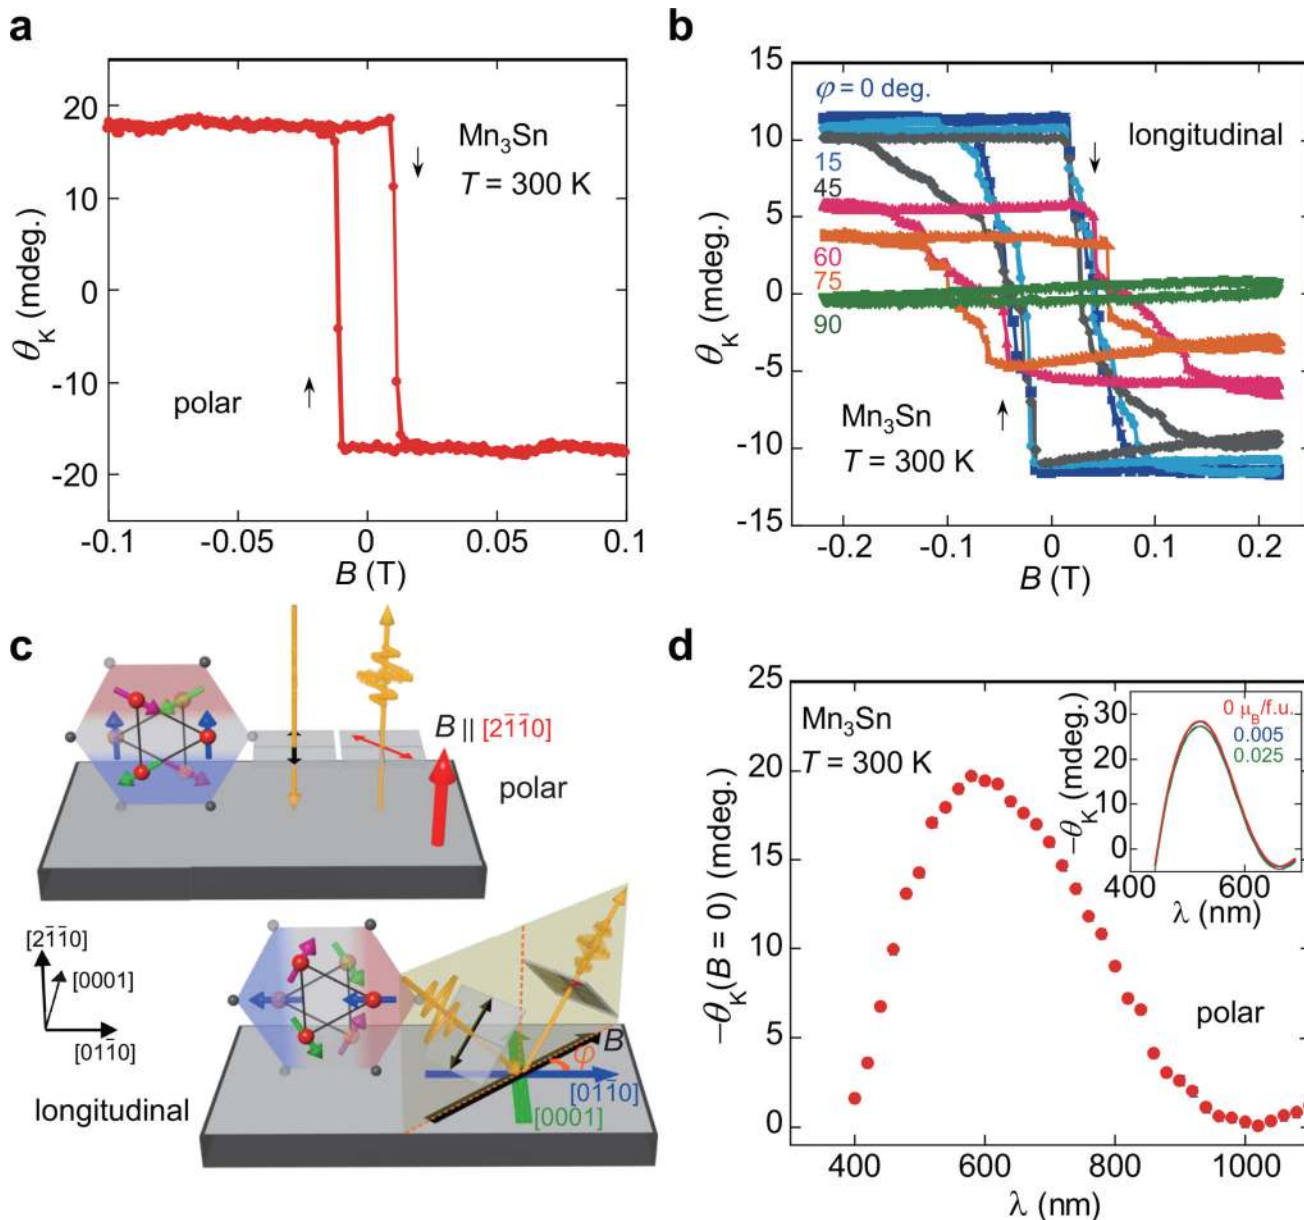 a
20
10
0
-10
-20
θK (mdeg.)
Mn3Sn
T = 300 K
polar
-0.1
-0.05
0
0.05
0.1
B (T)
b
15
10
5
0
-5
-10
-15
θK (mdeg.)
φ = 0 deg.
15
45
60
75
90
longitudinal
Mn3Sn
T = 300 K
-0.2
-0.1
0
0.1
0.2
B (T)
c
B || [2̄1̄10]
polar
[2̄1̄10]
[0001]
[011̄0]
longitudinal
B
φ
[011̄0]
[0001]
d
25
20
15
10
5
0
−θK(B = 0) (mdeg.)
Mn3Sn
T = 300 K
polar
400
600
800
1000
λ (nm)
30
20
10
0
−θK (mdeg.)
0 μB/f.u.
0.005
0.025
400
600
λ (nm)